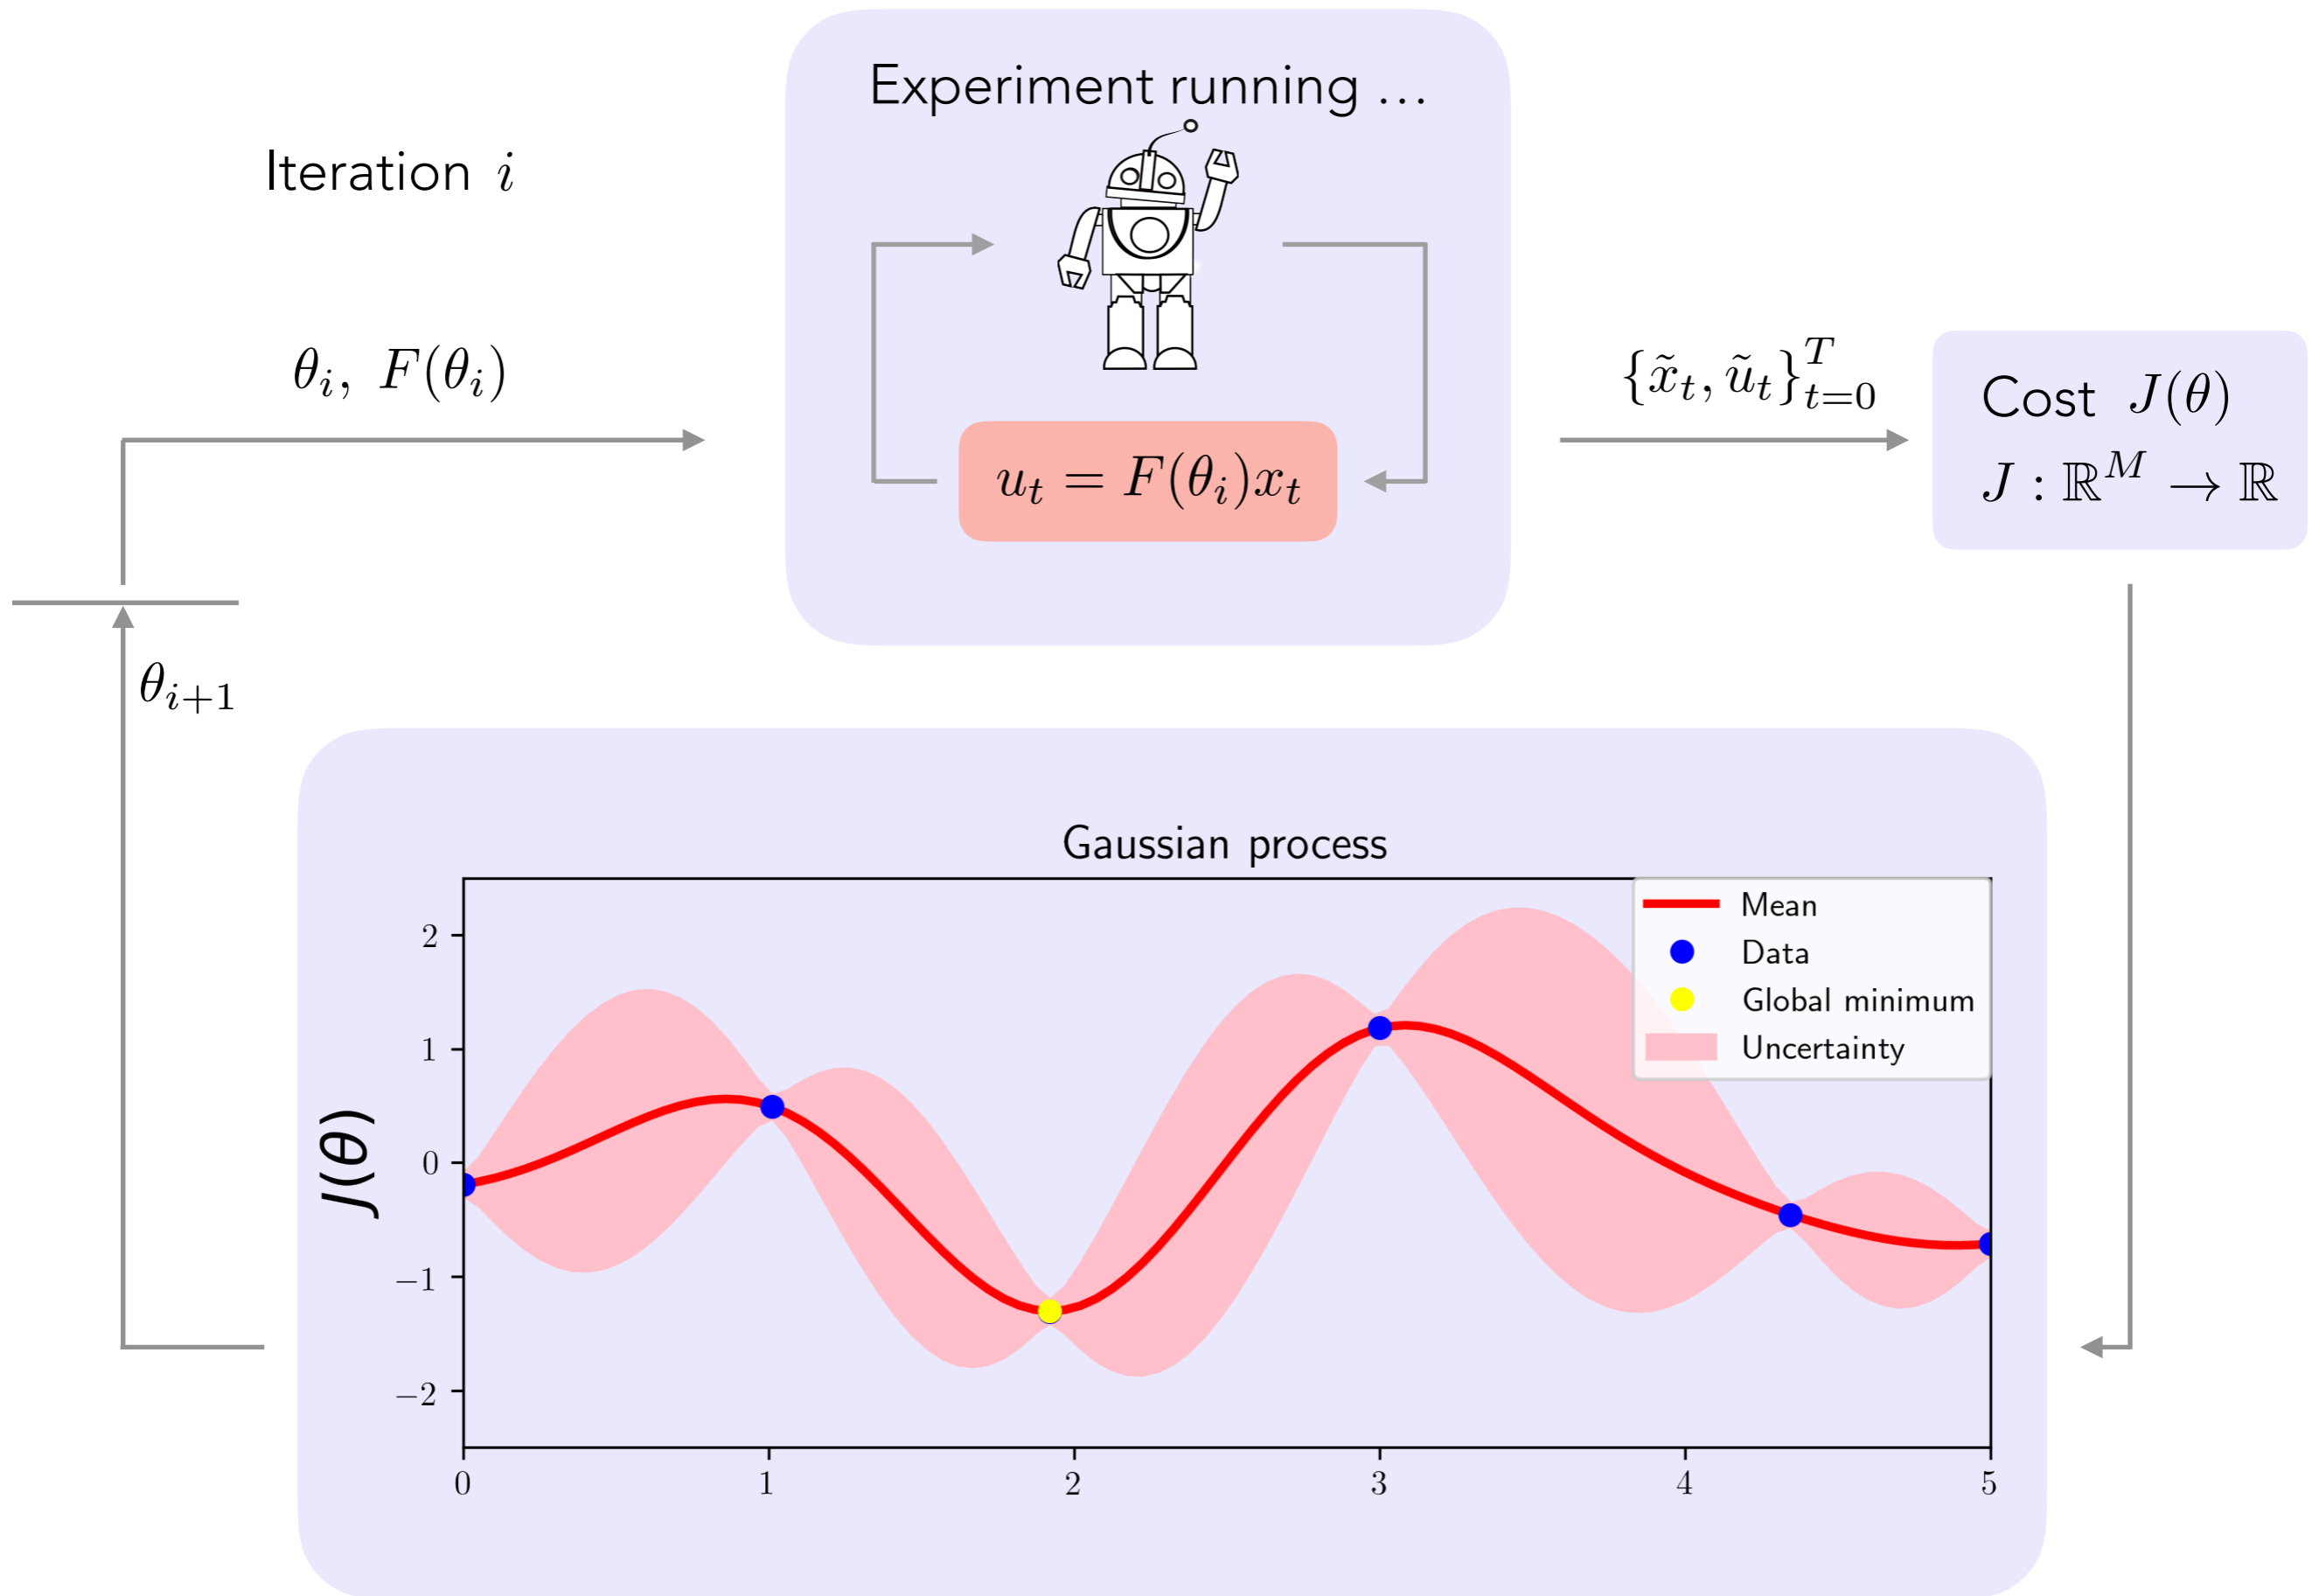 Experiment running …
Iteration i
θ_i, F(θ_i)
u_t = F(θ_i)x_t
{x̃_t, ũ_t}_{t=0}^T
Cost J(θ)
J : ℝ^M → ℝ
θ_{i+1}
Gaussian process
Mean
Data
Global minimum
Uncertainty
J(θ)
2
1
0
−1
−2
0 1 2 3 4 5